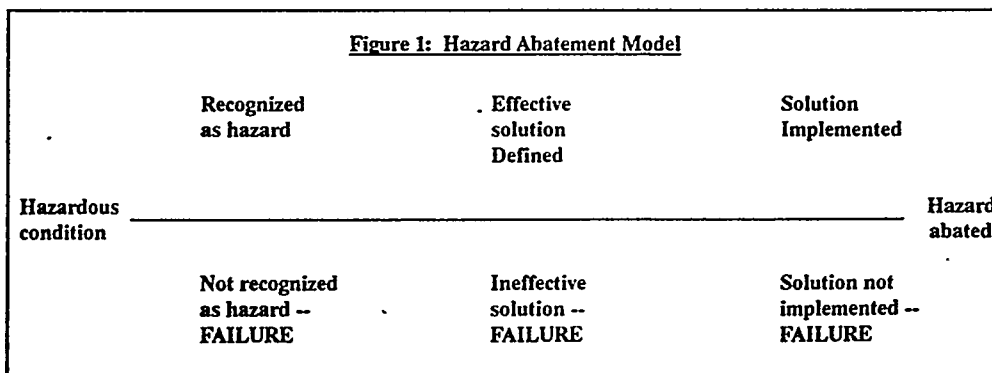 Figure 1: Hazard Abatement Model
Recognized
as hazard
Effective
solution
Defined
Solution
Implemented
Hazardous
condition
Hazard
abated
Not recognized
as hazard --
FAILURE
Ineffective
solution --
FAILURE
Solution not
implemented --
FAILURE